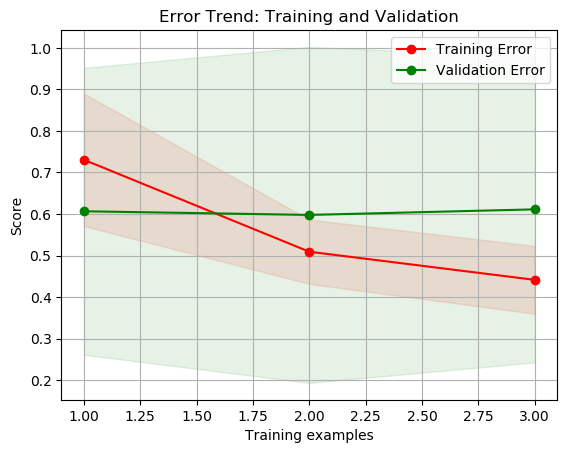 Error Trend: Training and Validation
Training Error
Validation Error
Score
1.0
0.9
0.8
0.7
0.6
0.5
0.4
0.3
0.2
1.00 1.25 1.50 1.75 2.00 2.25 2.50 2.75 3.00
Training examples